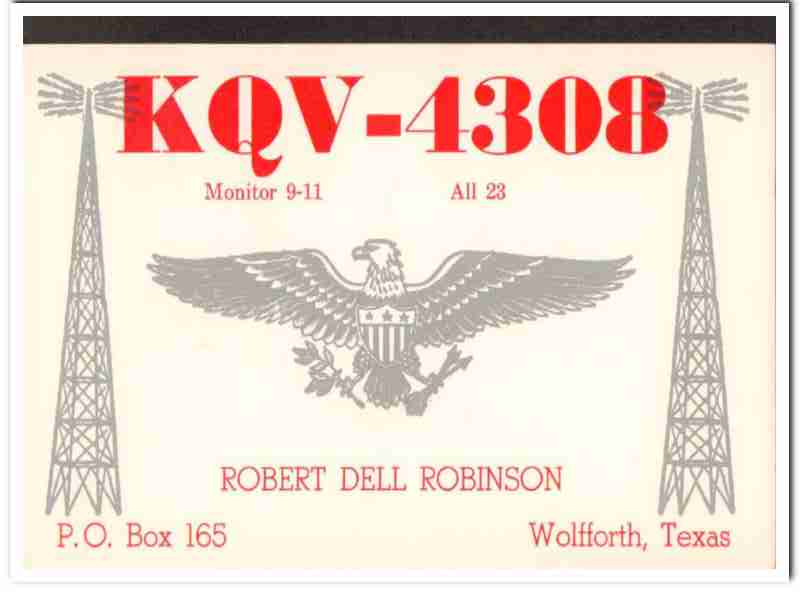 KQV-4308
Monitor 9-11 All 23
ROBERT DELL ROBINSON
P.O. Box 165 Wolfforth, Texas